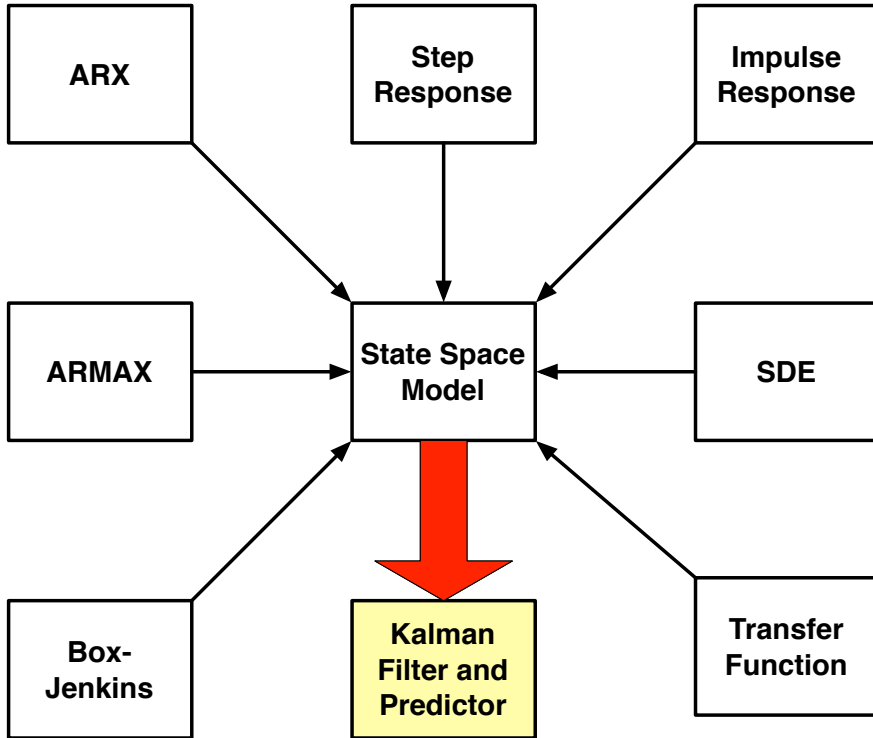 ARX
Step
Response
Impulse
Response
ARMAX
State Space
Model
SDE
Box-
Jenkins
Kalman
Filter and
Predictor
Transfer
Function